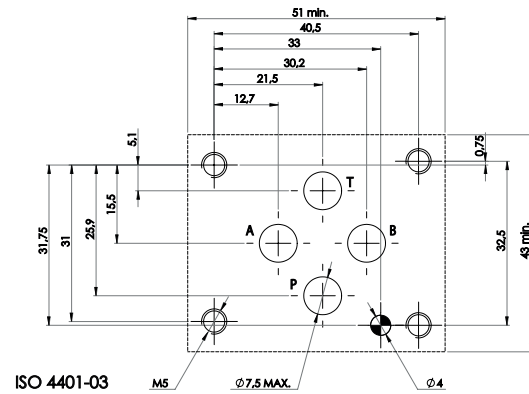 51 min.
40,5
33
30,2
21,5
12,7
5,1
0,75
T
15,5
A
B
25,9
31
31,75
32,5
43 min.
P
ISO 4401-03
M5
Ø7,5 MAX.
Ø4